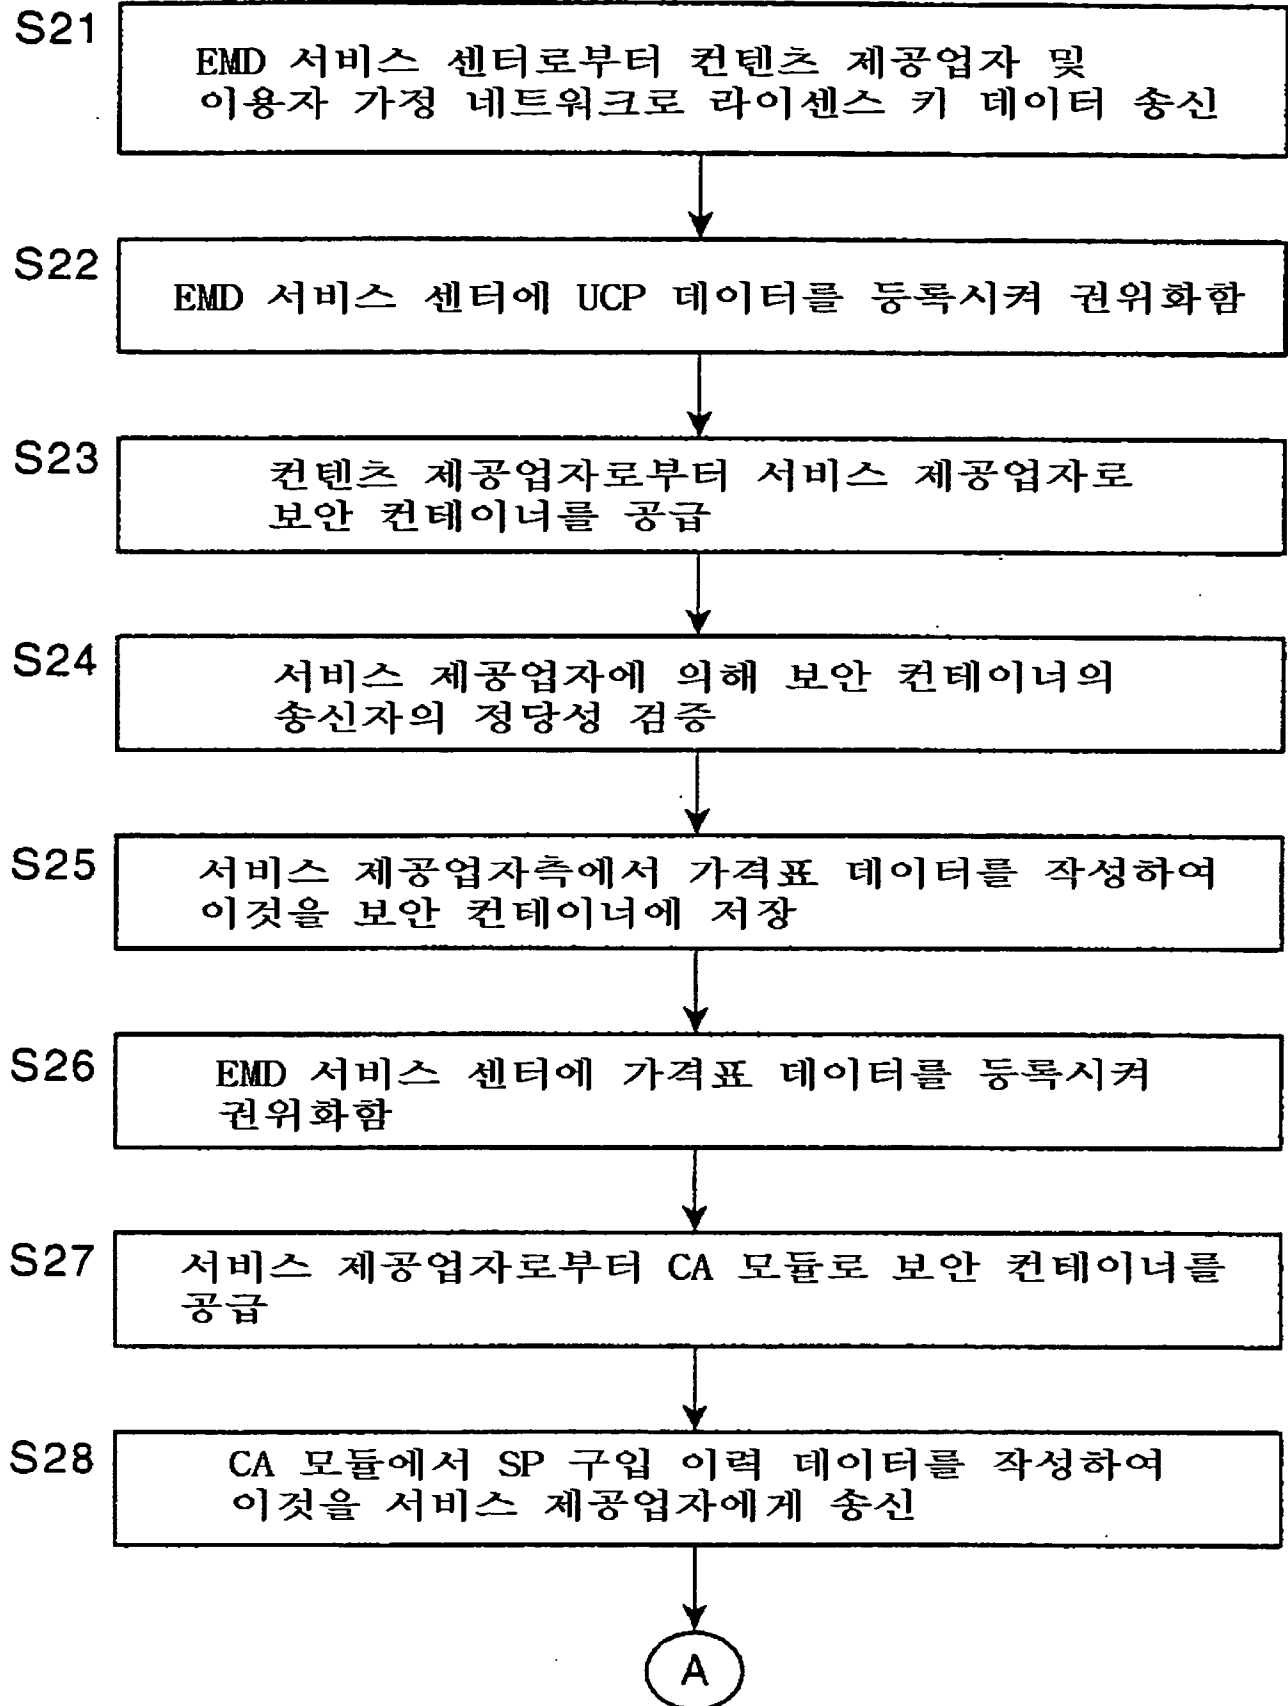 S21
EMD 서비스 센터로부터 컨텐츠 제공업자 및
이용자 가정 네트워크로 라이센스 키 데이터 송신
S22
EMD 서비스 센터에 UCP 데이터를 등록시켜 권위화함
S23
컨텐츠 제공업자로부터 서비스 제공업자로
보안 컨테이너를 공급
S24
서비스 제공업자에 의해 보안 컨테이너의
송신자의 정당성 검증
S25
서비스 제공업자측에서 가격표 데이터를 작성하여
이것을 보안 컨테이너에 저장
S26
EMD 서비스 센터에 가격표 데이터를 등록시켜
권위화함
S27
서비스 제공업자로부터 CA 모듈로 보안 컨테이너를
공급
S28
CA 모듈에서 SP 구입 이력 데이터를 작성하여
이것을 서비스 제공업자에게 송신
A